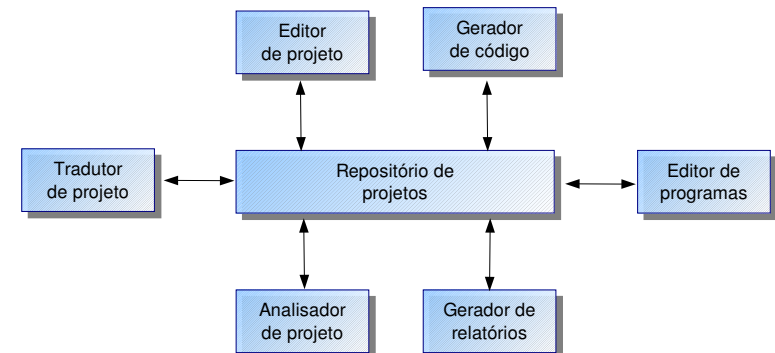 Editor
de projeto
Gerador
de código
Tradutor
de projeto
Repositório de
projetos
Editor de
programas
Analisador
de projeto
Gerador de
relatórios